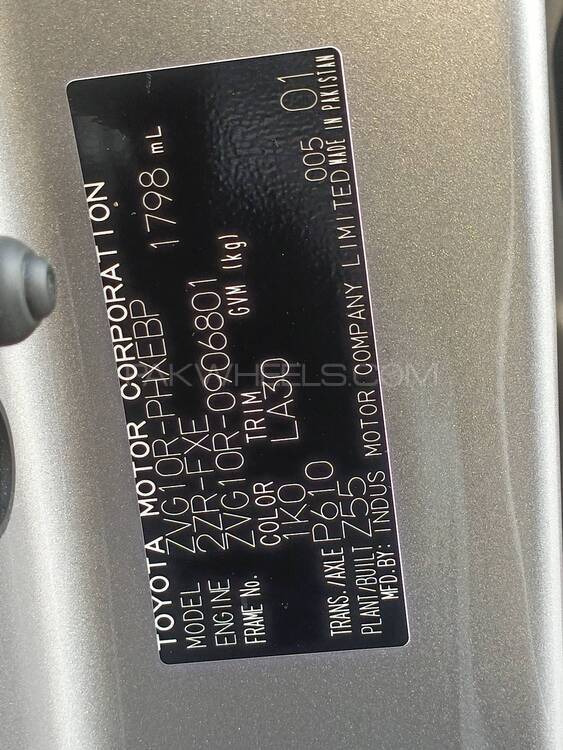 TOYOTA MOTOR CORPORATION
MODEL ZVG10R-PHXEBP
ENGINE 2ZR-FXE 1798 mL
FRAME No. ZVG10R-0006801
COLOR TRIM GVM (kg)
1K0 LA30
TRANS./AXLE P610
PLANT/BUILT Z55 005 01
MFD.BY: INDUS MOTOR COMPANY LIMITED MADE IN PAKISTAN
PAKWHEELS.COM